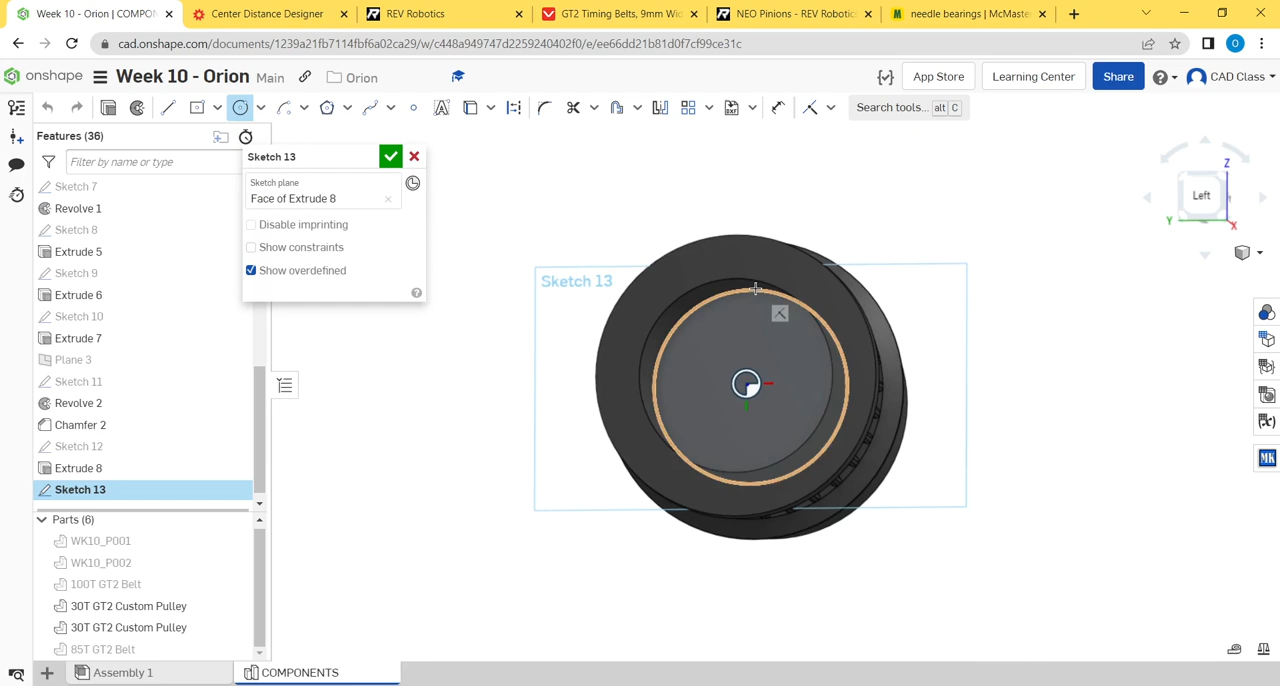 Week 10 - Orion | COMPON
Center Distance Designer
REV Robotics
GT2 Timing Belts, 9mm Wi
NEO Pinions - REV Robotic
needle bearings | McMaste
cad.onshape.com/documents/1239a21fb7114fbf6a02ca29/w/c448a949747d3259240402f0/e/ee66dd21b81d0f7cf99ce31c
O
onshape
Week 10 - Orion Main
Orion
App Store
Learning Center
Share
CAD Class
Search tools...
alt C
Features (36)
Filter by name or type
Sketch 7
Revolve 1
Sketch 8
Extrude 5
Sketch 9
Extrude 6
Sketch 10
Extrude 7
Plane 3
Sketch 11
Revolve 2
Chamfer 2
Sketch 12
Extrude 8
Sketch 13
Parts (6)
WK10_P001
WK10_P002
100T GT2 Belt
30T GT2 Custom Pulley
30T GT2 Custom Pulley
85T GT2 Belt
Sketch 13
Sketch plane
Face of Extrude 8
Disable imprinting
Show constraints
Show overdefined
Sketch 13
Left
Z
Y
X
MK
Assembly 1
COMPONENTS